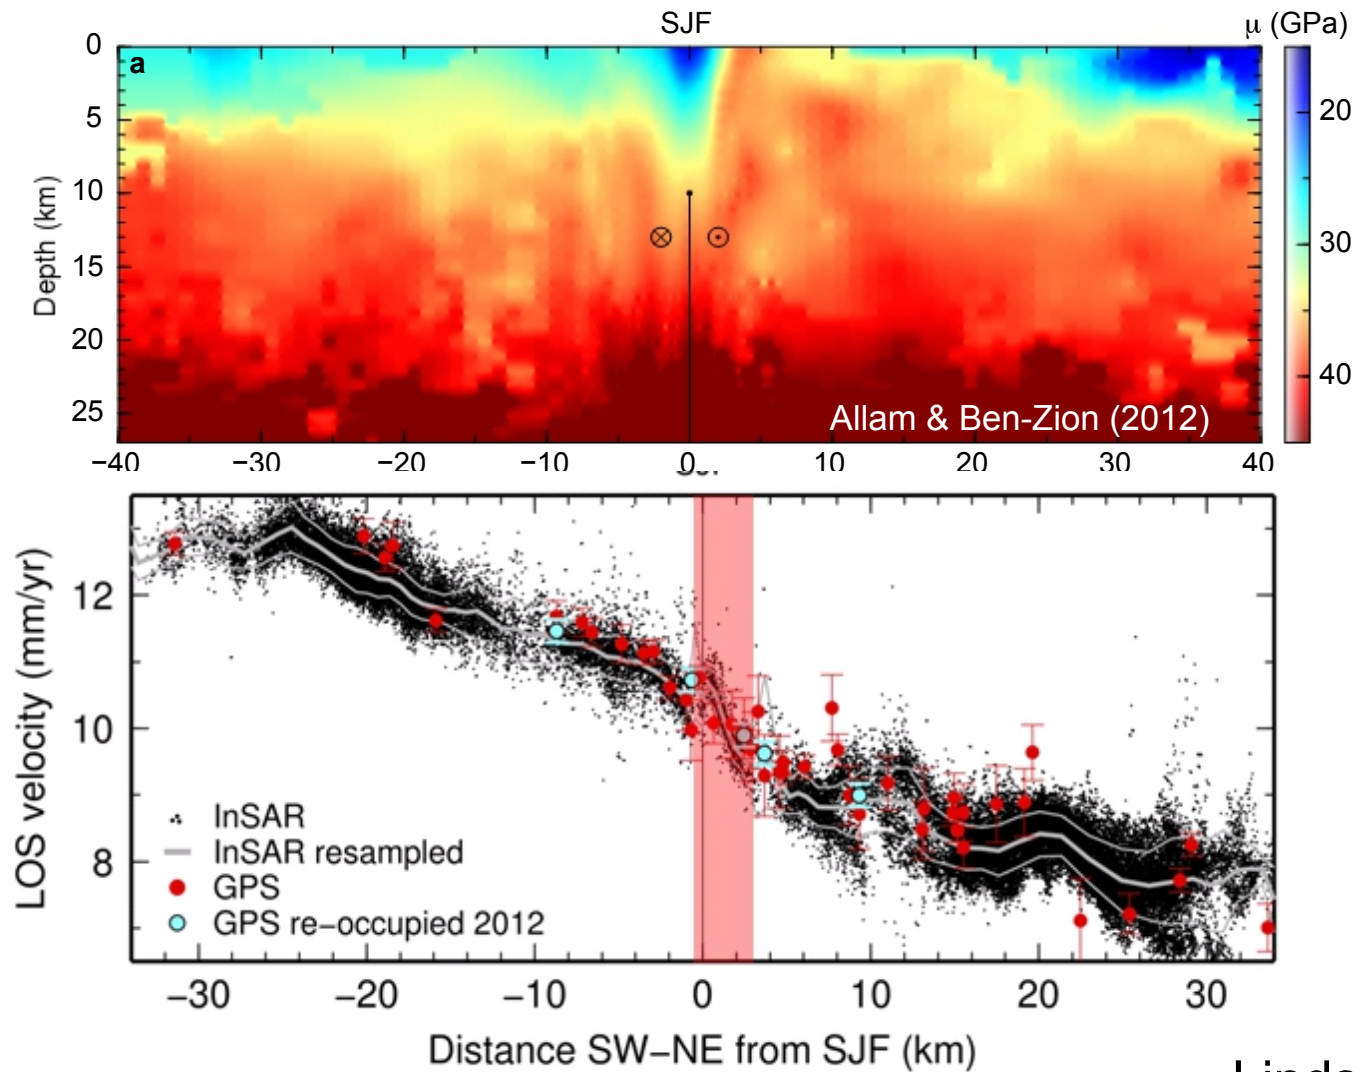 SJF
μ (GPa)
a
0
5
10
15
20
25
Depth (km)
20
30
40
Allam & Ben-Zion (2012)
−40 −30 −20 −10 0 10 20 30 40
LOS velocity (mm/yr)
12
10
8
InSAR
InSAR resampled
GPS
GPS re−occupied 2012
−30 −20 −10 0 10 20 30
Distance SW−NE from SJF (km)